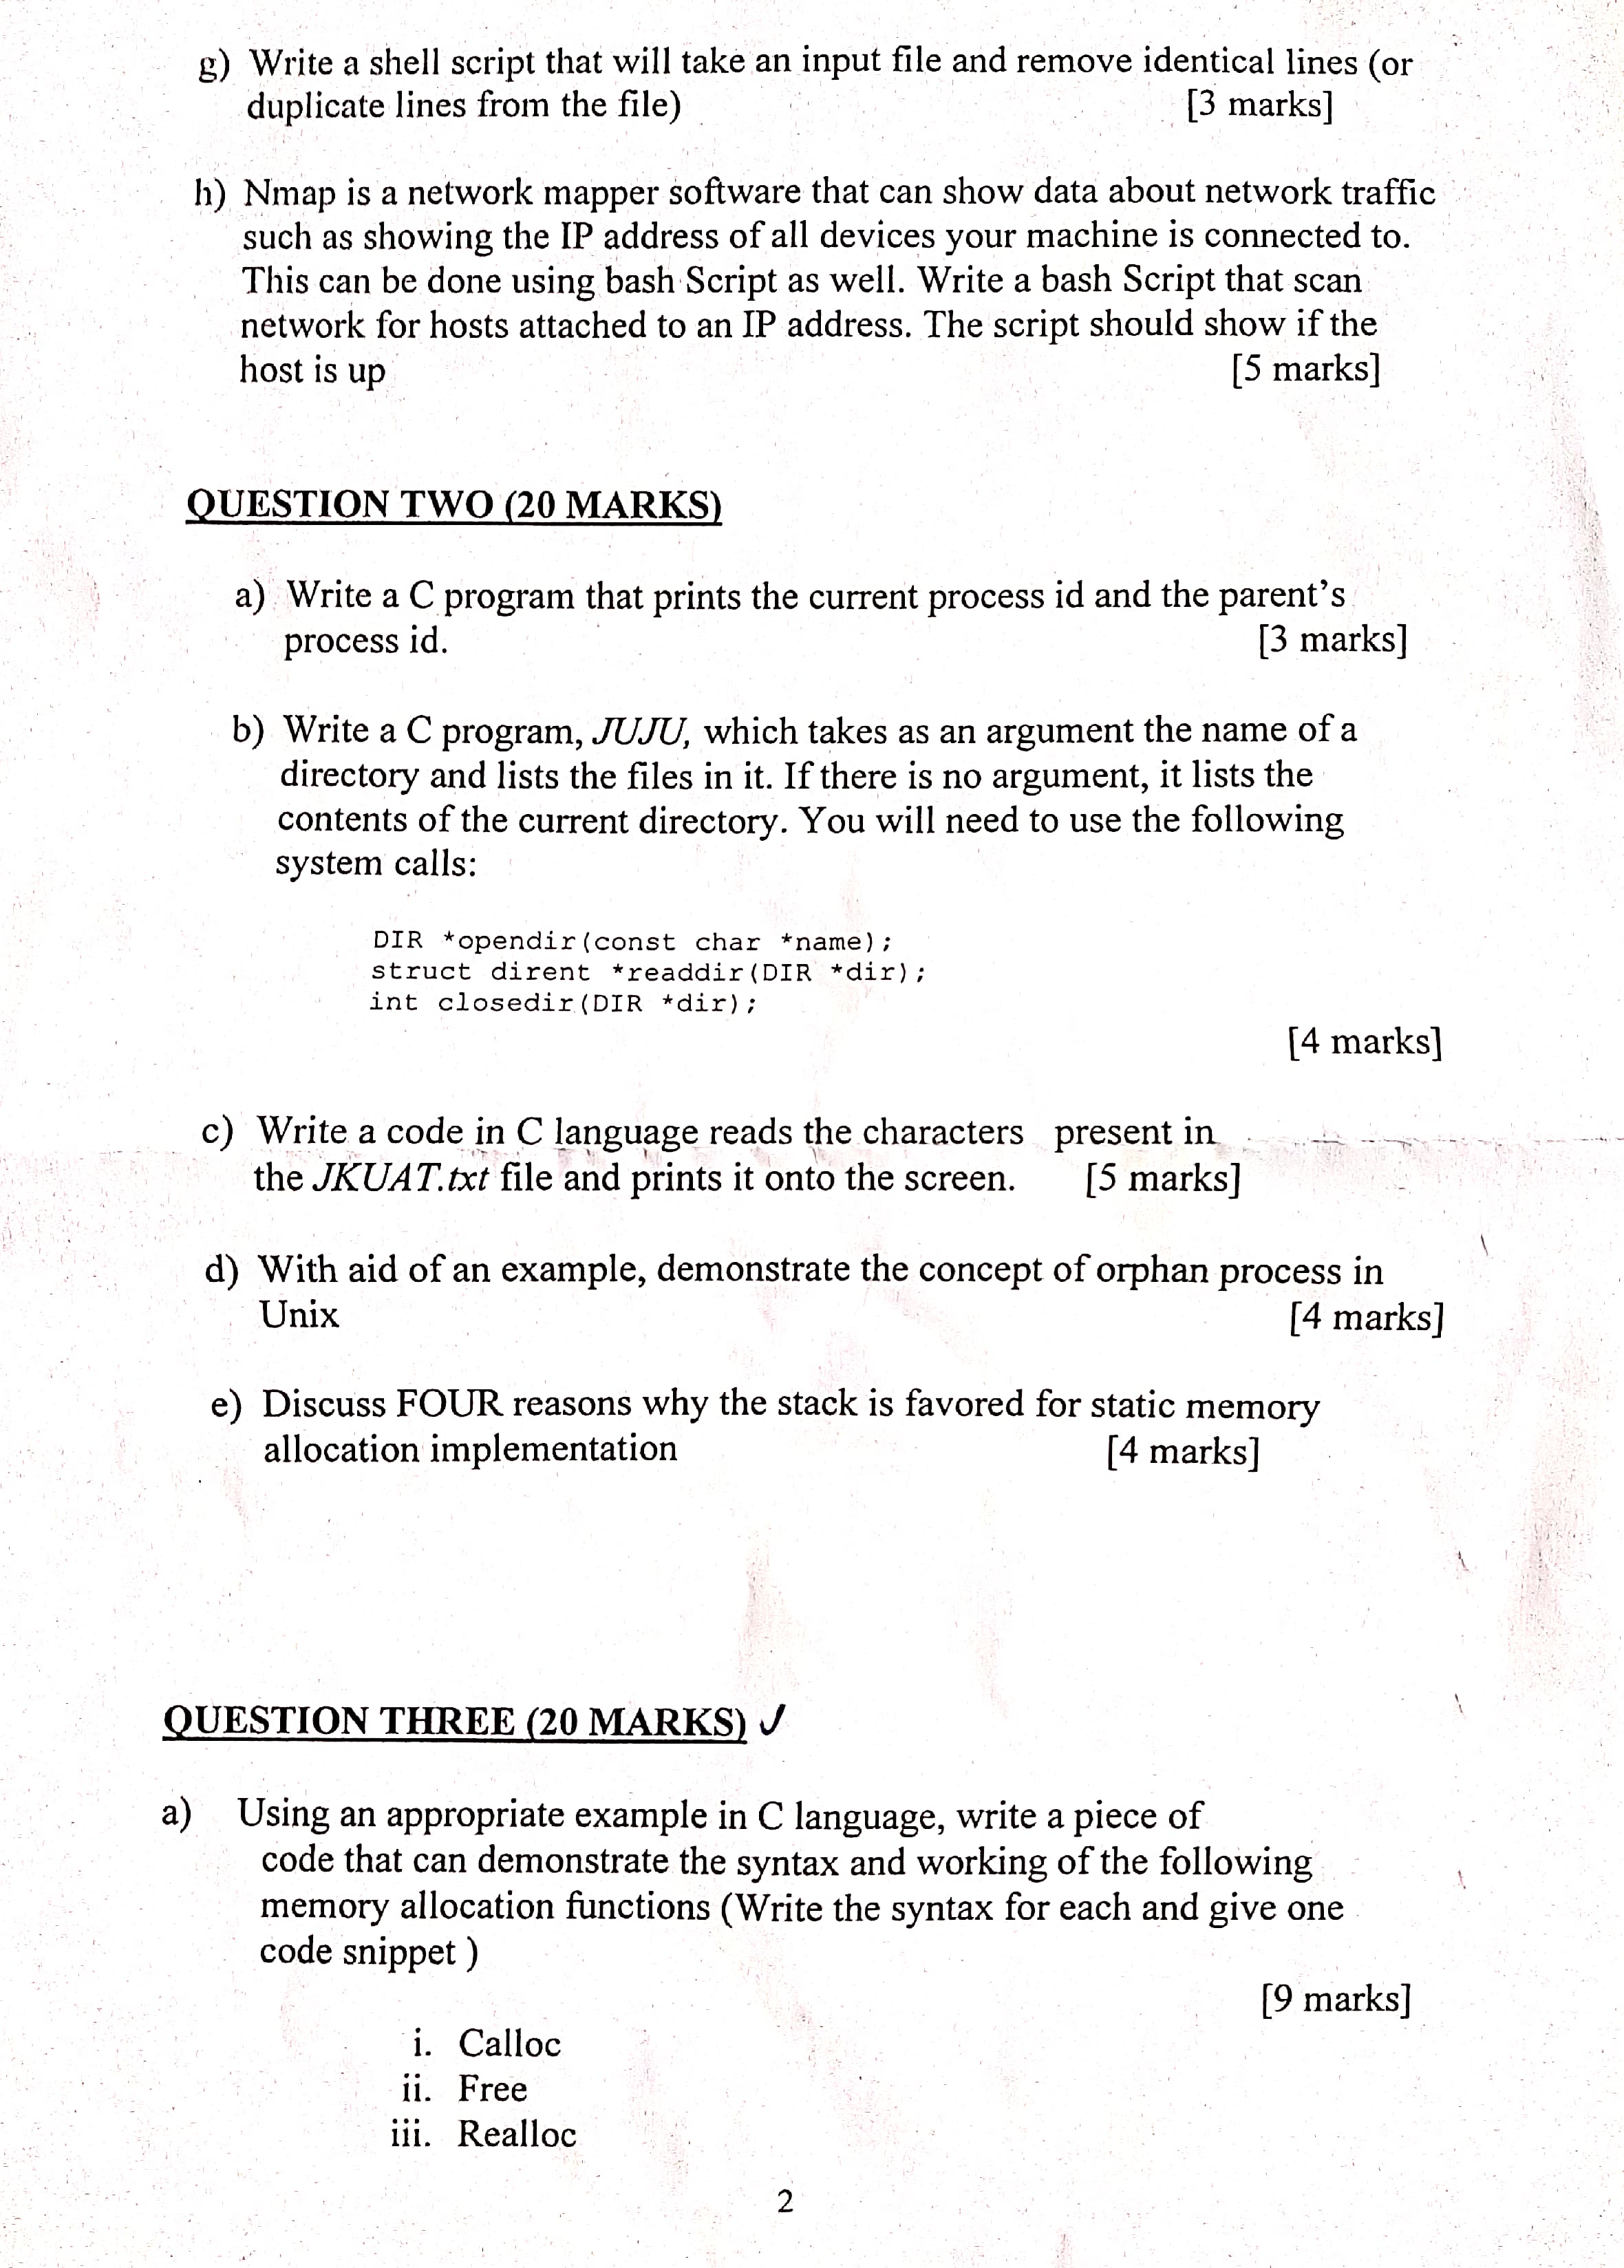 g) Write a shell script that will take an input file and remove identical lines (or
duplicate lines from the file) [3 marks]
h) Nmap is a network mapper software that can show data about network traffic
such as showing the IP address of all devices your machine is connected to.
This can be done using bash Script as well. Write a bash Script that scan
network for hosts attached to an IP address. The script should show if the
host is up [5 marks]
QUESTION TWO (20 MARKS)
a) Write a C program that prints the current process id and the parent's
process id. [3 marks]
b) Write a C program, JUJU, which takes as an argument the name of a
directory and lists the files in it. If there is no argument, it lists the
contents of the current directory. You will need to use the following
system calls:
DIR *opendir(const char *name);
struct dirent *readdir(DIR *dir);
int closedir(DIR *dir);
[4 marks]
c) Write a code in C language reads the characters present in
the JKUAT.txt file and prints it onto the screen. [5 marks]
d) With aid of an example, demonstrate the concept of orphan process in
Unix [4 marks]
e) Discuss FOUR reasons why the stack is favored for static memory
allocation implementation [4 marks]
QUESTION THREE (20 MARKS) ✓
a) Using an appropriate example in C language, write a piece of
code that can demonstrate the syntax and working of the following
memory allocation functions (Write the syntax for each and give one
code snippet )
[9 marks]
i. Calloc
ii. Free
iii. Realloc
2